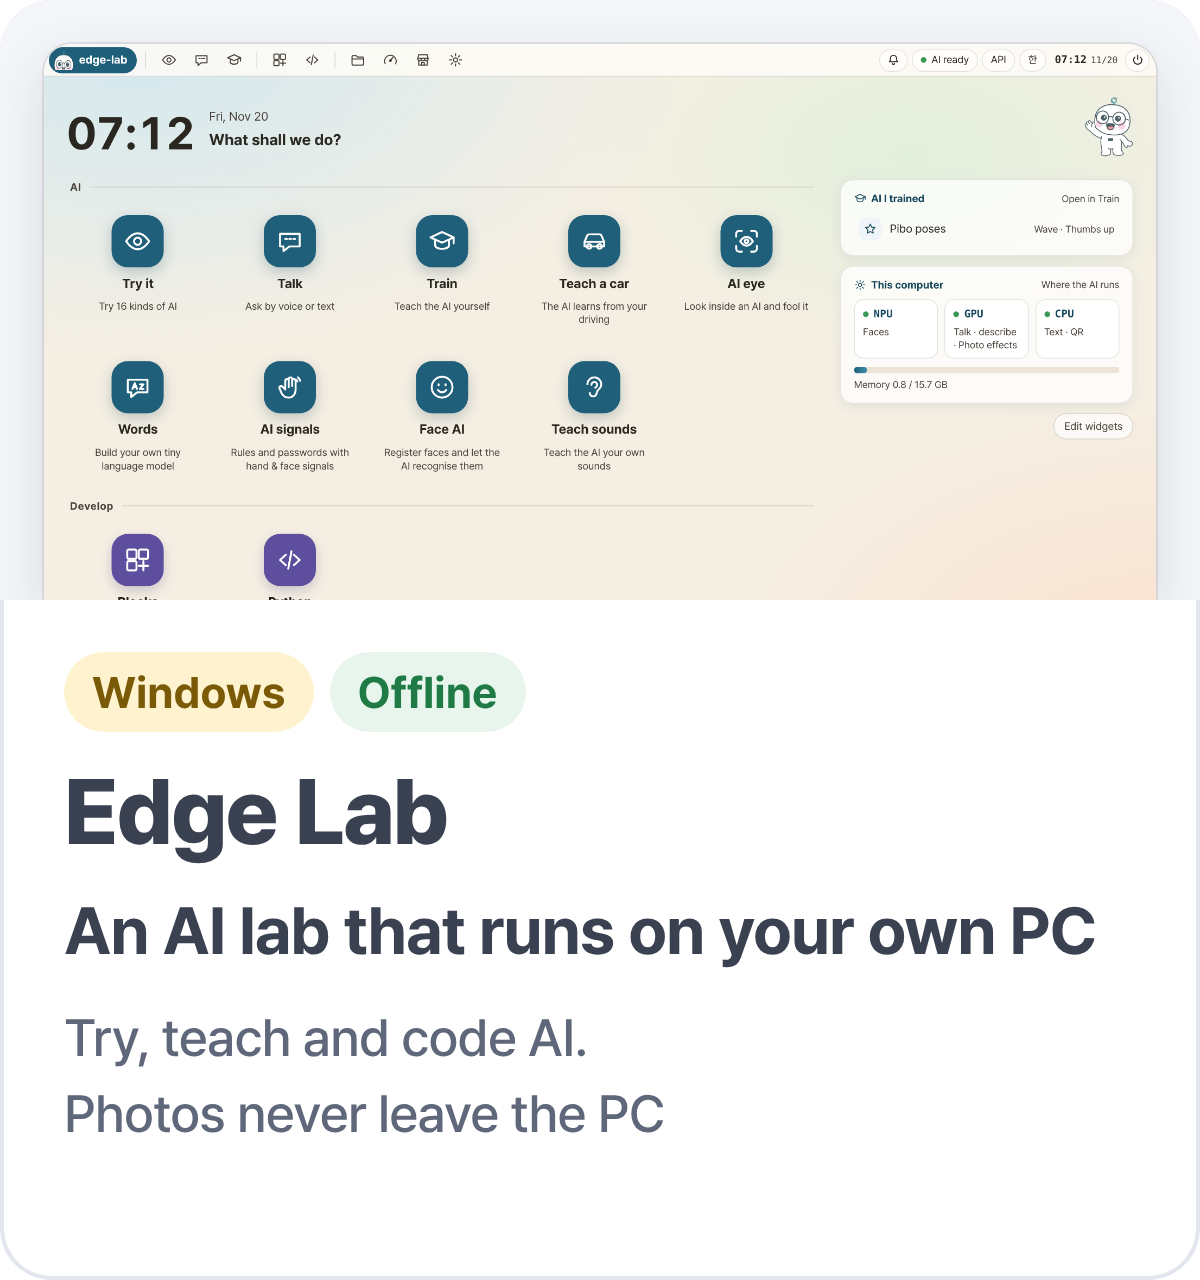 edge-lab
AI ready
API
한
07:12 11/20
07:12
Fri, Nov 20
What shall we do?
AI
Try it
Try 16 kinds of AI
Talk
Ask by voice or text
Train
Teach the AI yourself
Teach a car
The AI learns from your
driving
AI eye
Look inside an AI and fool it
Words
Build your own tiny
language model
AI signals
Rules and passwords with
hand & face signals
Face AI
Register faces and let the
AI recognise them
Teach sounds
Teach the AI your own
sounds
AI I trained
Open in Train
Pibo poses
Wave · Thumbs up
This computer
Where the AI runs
NPU
Faces
GPU
Talk · describe
· Photo effects
CPU
Text · QR
Memory 0.8 / 15.7 GB
Edit widgets
Develop
Windows
Offline
Edge Lab
An AI lab that runs on your own PC
Try, teach and code AI.
Photos never leave the PC